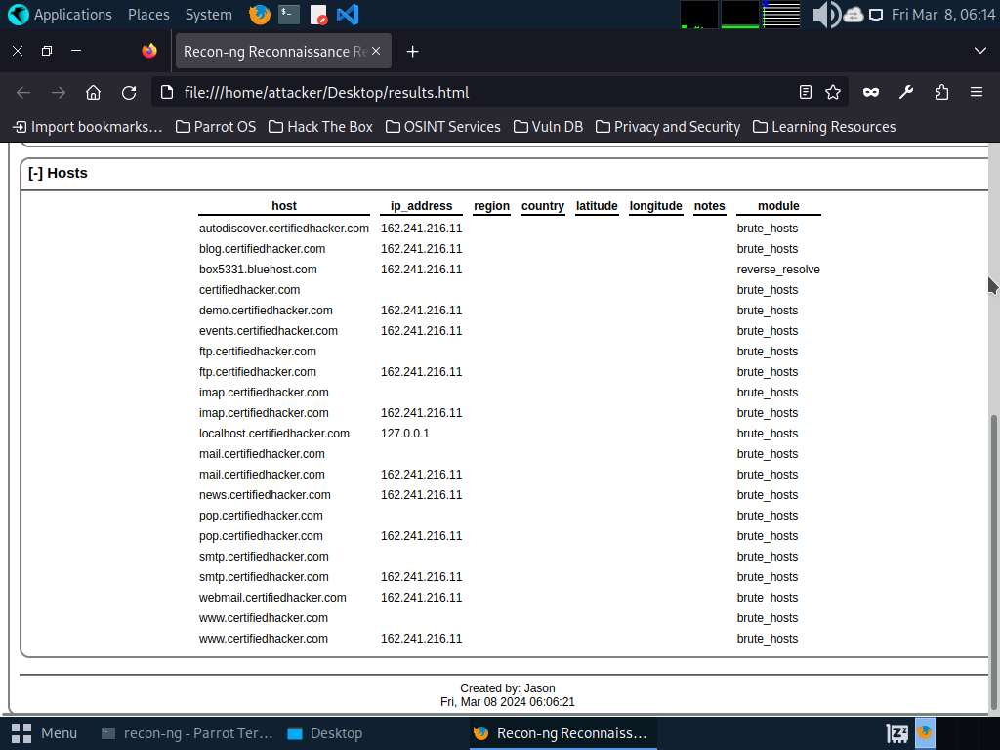 Applications Places System Fri Mar 8, 06:14
Recon-ng Reconnaissance Re
file:///home/attacker/Desktop/results.html
Import bookmarks... Parrot OS Hack The Box OSINT Services Vuln DB Privacy and Security Learning Resources
[-] Hosts
host ip_address region country latitude longitude notes module
autodiscover.certifiedhacker.com 162.241.216.11 brute_hosts
blog.certifiedhacker.com 162.241.216.11 brute_hosts
box5331.bluehost.com 162.241.216.11 reverse_resolve
certifiedhacker.com brute_hosts
demo.certifiedhacker.com 162.241.216.11 brute_hosts
events.certifiedhacker.com 162.241.216.11 brute_hosts
ftp.certifiedhacker.com brute_hosts
ftp.certifiedhacker.com 162.241.216.11 brute_hosts
imap.certifiedhacker.com brute_hosts
imap.certifiedhacker.com 162.241.216.11 brute_hosts
localhost.certifiedhacker.com 127.0.0.1 brute_hosts
mail.certifiedhacker.com brute_hosts
mail.certifiedhacker.com 162.241.216.11 brute_hosts
news.certifiedhacker.com 162.241.216.11 brute_hosts
pop.certifiedhacker.com brute_hosts
pop.certifiedhacker.com 162.241.216.11 brute_hosts
smtp.certifiedhacker.com brute_hosts
smtp.certifiedhacker.com 162.241.216.11 brute_hosts
webmail.certifiedhacker.com 162.241.216.11 brute_hosts
www.certifiedhacker.com brute_hosts
www.certifiedhacker.com 162.241.216.11 brute_hosts
Created by: Jason
Fri, Mar 08 2024 06:06:21
Menu recon-ng - Parrot Ter... Desktop Recon-ng Reconnaiss...